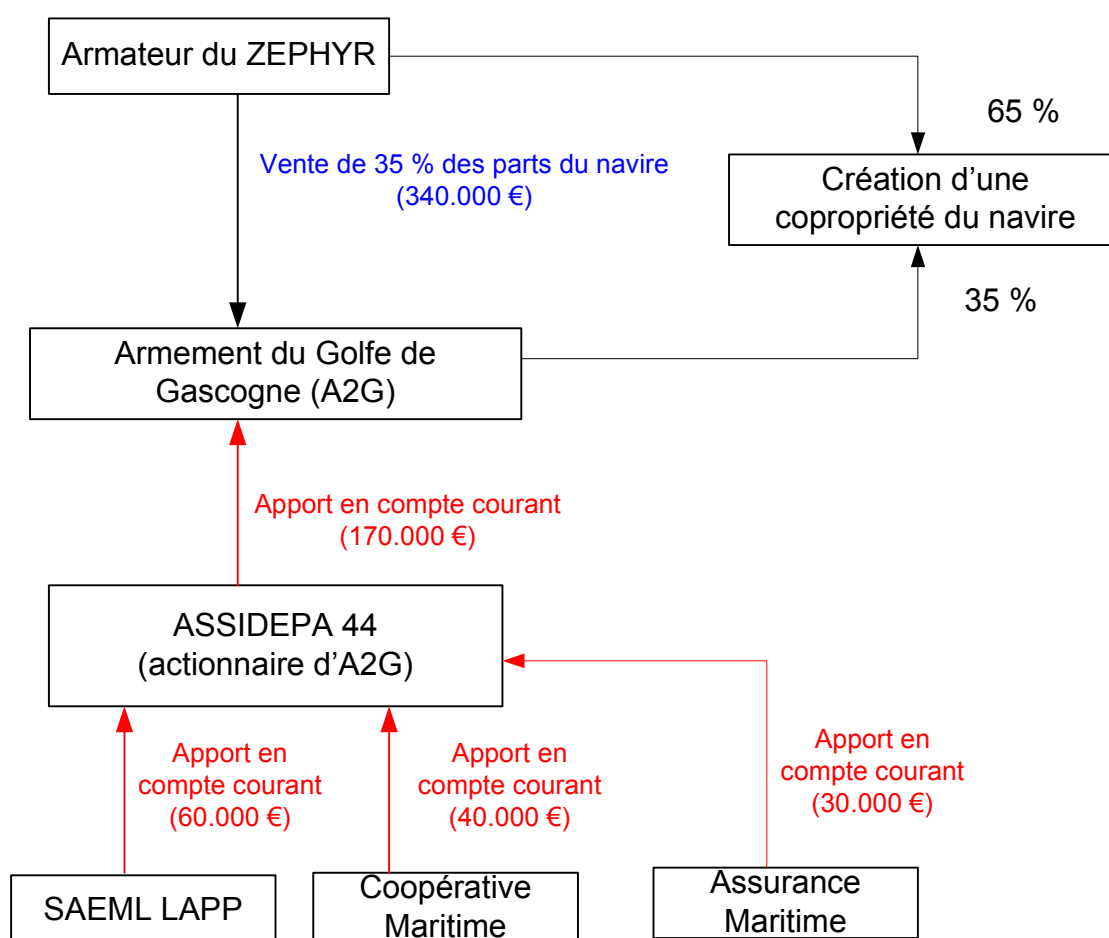 Armateur du ZEPHYR
65 %
Vente de 35 % des parts du navire
(340.000 €)
Création d’une
copropriété du navire
35 %
Armement du Golfe de
Gascogne (A2G)
Apport en compte courant
(170.000 €)
ASSIDEPA 44
(actionnaire d’A2G)
Apport en
compte courant
(60.000 €)
Apport en
compte courant
(40.000 €)
Apport en
compte courant
(30.000 €)
SAEML LAPP
Coopérative
Maritime
Assurance
Maritime